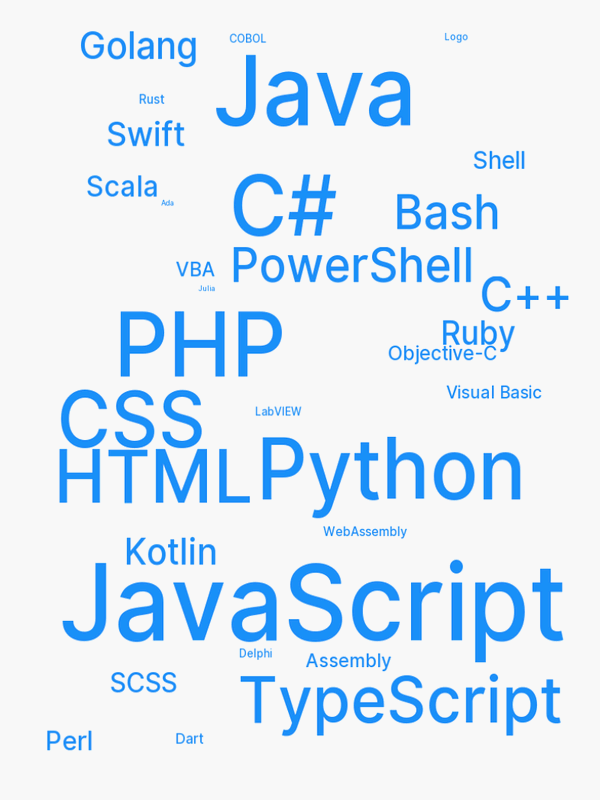 Golang
COBOL
Logo
Java
Rust
Swift
Shell
Scala
Ada
C#
Bash
PowerShell
VBA
Julia
C++
PHP
Ruby
Objective-C
Visual Basic
CSS
LabVIEW
HTML
Python
WebAssembly
Kotlin
JavaScript
Delphi
Assembly
SCSS
TypeScript
Perl
Dart